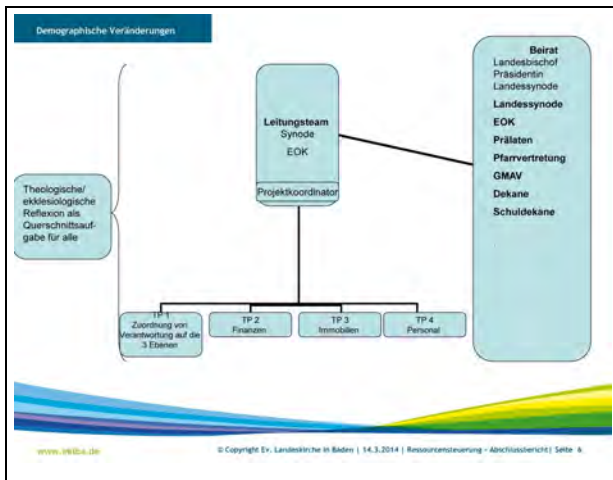 Demographische Veränderungen
Beirat
Landesbischof
Präsidentin
Landessynode
Landessynode
EOK
Prälaten
Pfarrvertretung
GMAV
Dekane
Schuldekane
Leitungsteam
Synode
EOK
Projektkoordinator
Theologische/
ekklesiologische
Reflexion als
Querschnittsauf-
gabe für alle
TP 1
Zuordnung von
Verantwortung auf die
3 Ebenen
TP 2
Finanzen
TP 3
Immobilien
TP 4
Personal
www.ekiba.de
© Copyright Ev. Landeskirche in Baden | 14.3.2014 | Ressourcensteuerung - Abschlussbericht| Seite 6